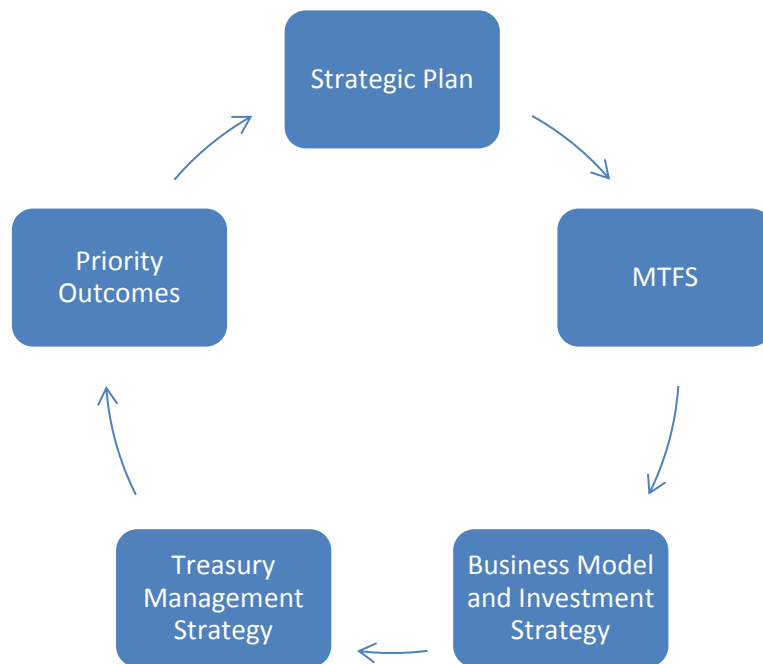 Strategic Plan
MTFS
Business Model
and Investment
Strategy
Treasury
Management
Strategy
Priority
Outcomes